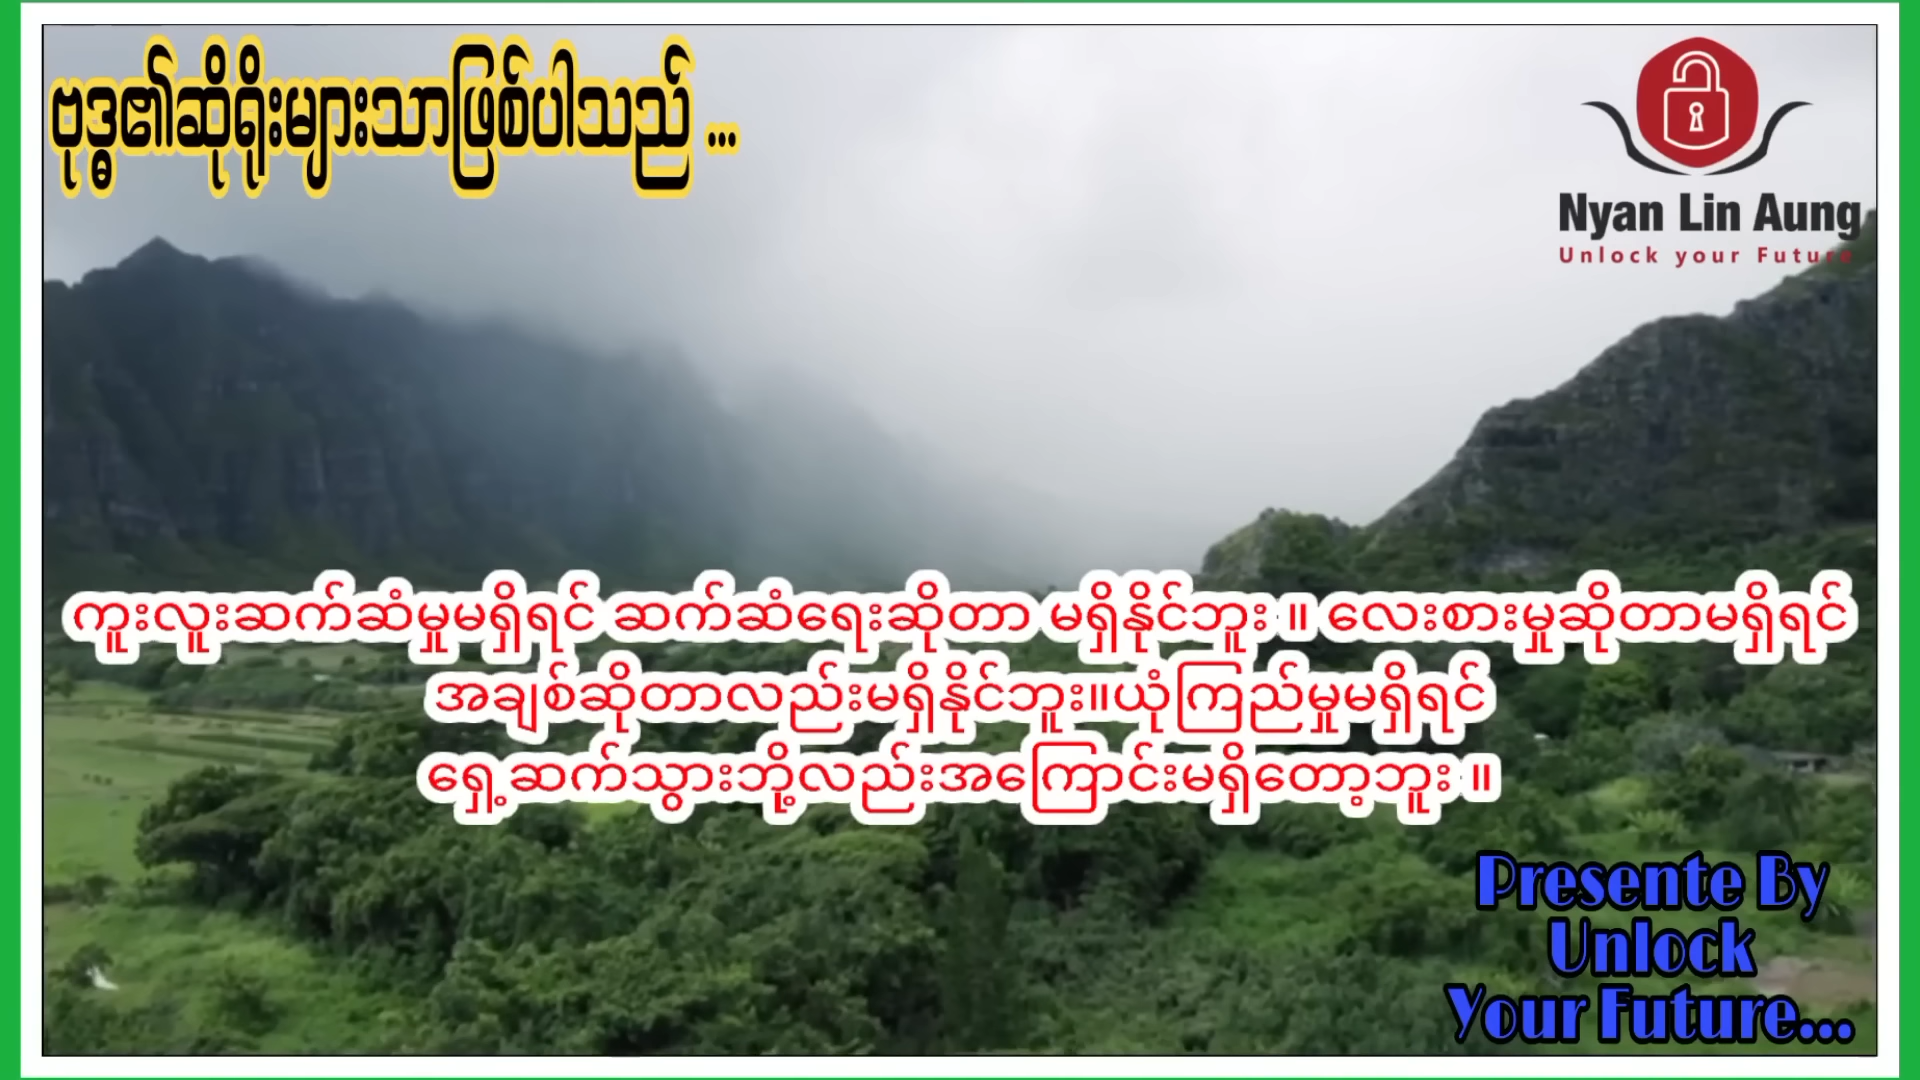 ဗုဒ္ဓ၏ဆိုရိုးများသာဖြစ်ပါသည် ...
Nyan Lin Aung
Unlock your Future
ကူးလူးဆက်ဆံမှုမရှိရင် ဆက်ဆံရေးဆိုတာ မရှိနိုင်ဘူး ။ လေးစားမှုဆိုတာမရှိရင်
အချစ်ဆိုတာလည်းမရှိနိုင်ဘူး။ယုံကြည်မှုမရှိရင်
ရှေ့ဆက်သွားဘို့လည်းအကြောင်းမရှိတော့ဘူး ။
Presente By
Unlock
Your Future...